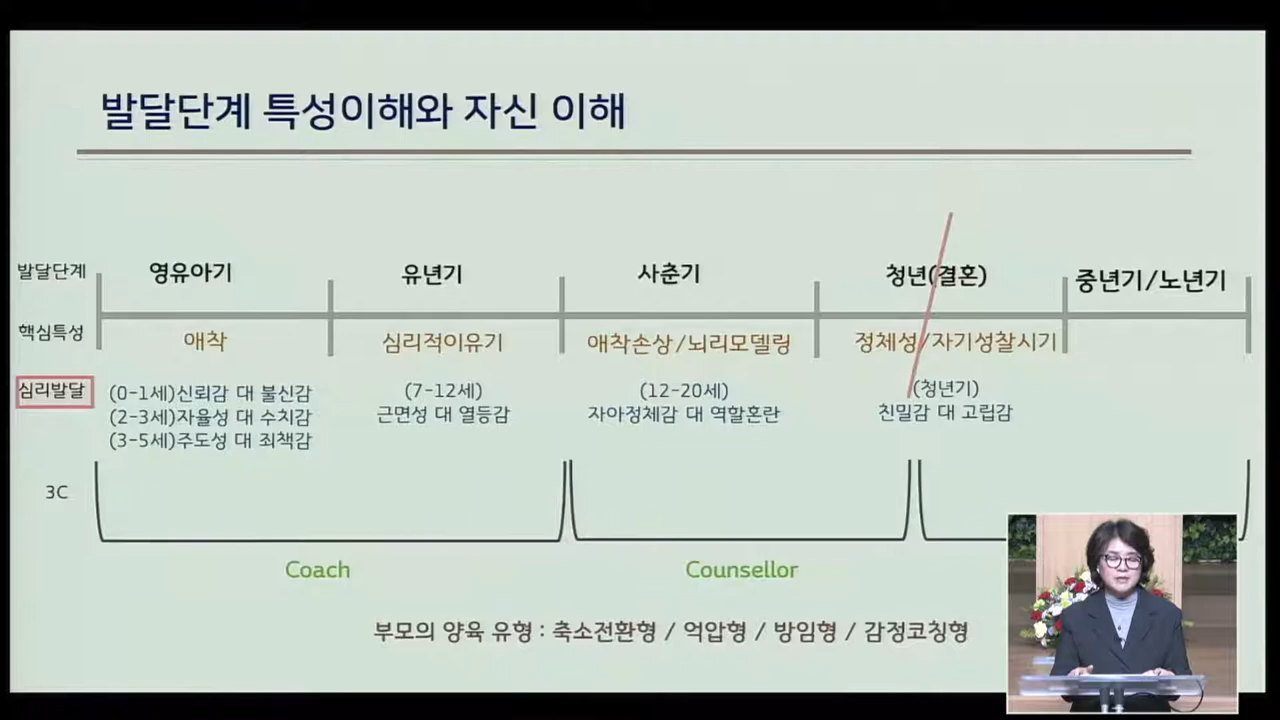 발달단계 특성이해와 자신 이해
발달단계 영유아기 유년기 사춘기 청년(결혼) 중년기/노년기
핵심특성 애착 심리적이유기 애착손상/뇌리모델링 정체성/자기성찰시기
심리발달 (0-1세)신뢰감 대 불신감 (7-12세) (12-20세) (청년기)
(2-3세)자율성 대 수치감 근면성 대 열등감 자아정체감 대 역할혼란 친밀감 대 고립감
(3-5세)주도성 대 죄책감
3C
Coach Counsellor
부모의 양육 유형 : 축소전환형 / 억압형 / 방임형 / 감정코칭형